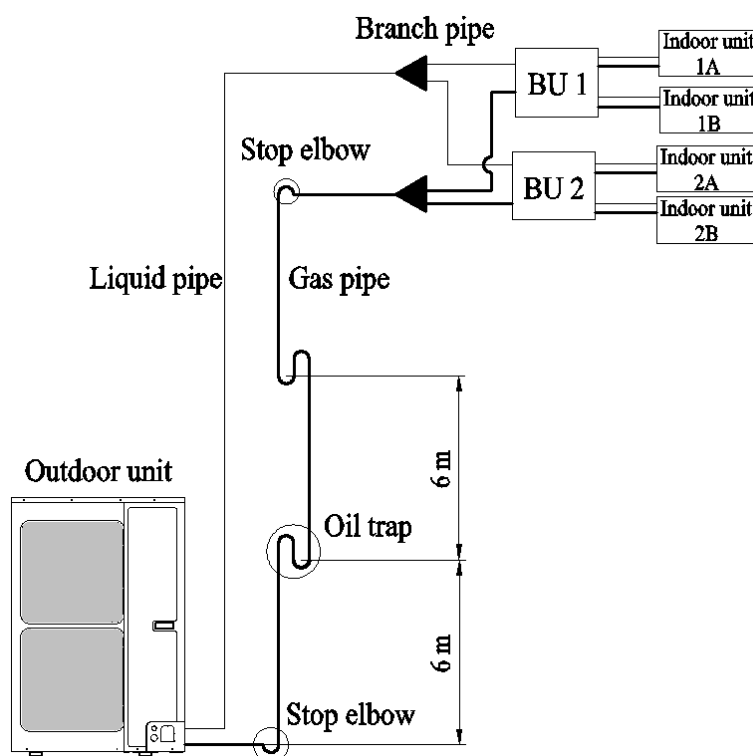 Branch pipe
Indoor unit
1A
BU 1
Indoor unit
1B
Stop elbow
Indoor unit
2A
BU 2
Indoor unit
2B
Liquid pipe
Gas pipe
6 m
Outdoor unit
Oil trap
6 m
Stop elbow